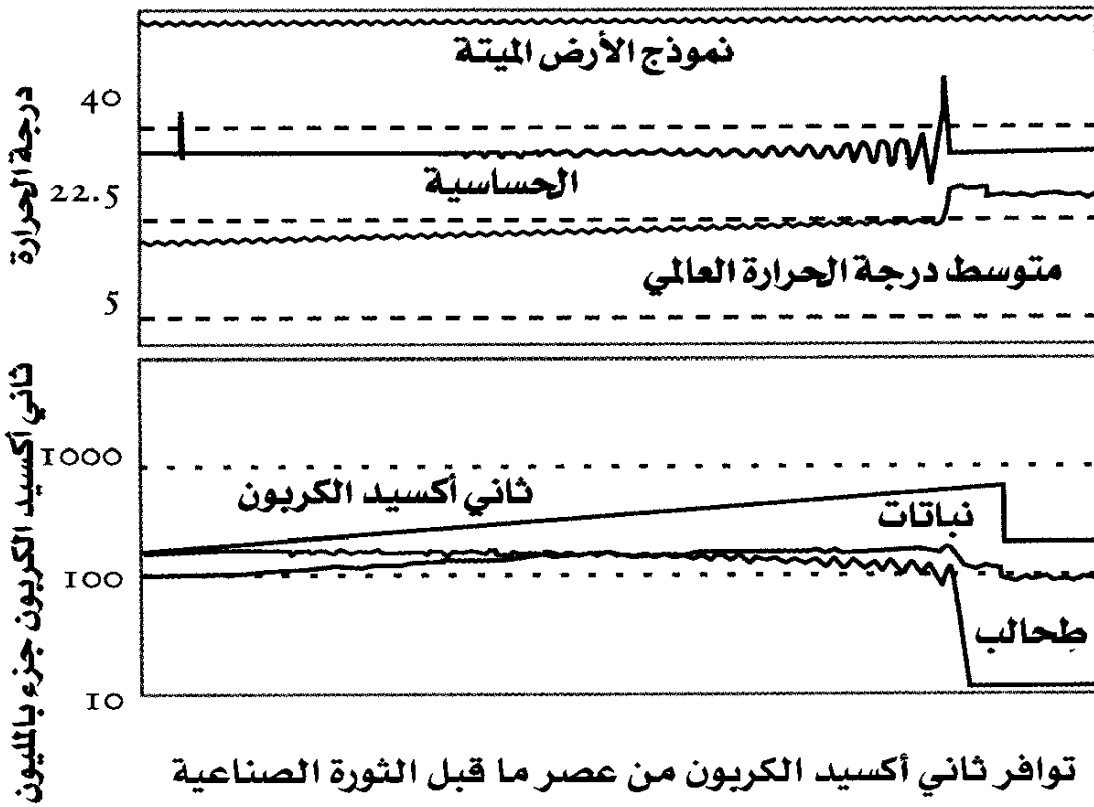 نموذج الأرض الميتة
درجة الحرارة
40
22.5
5
الحساسية
متوسط درجة الحرارة العالمي
ثاني أكسيد الكربون جزء بالمليون
1000
100
10
ثاني أكسيد الكربون
نباتات
طحالب
توافر ثاني أكسيد الكربون من عصر ما قبل الثورة الصناعية